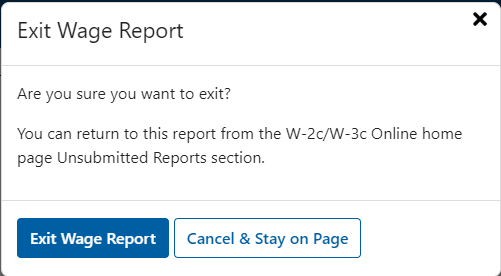 Exit Wage Report
Are you sure you want to exit?
You can return to this report from the W-2c/W-3c Online home
page Unsubmitted Reports section.
Exit Wage Report
Cancel & Stay on Page